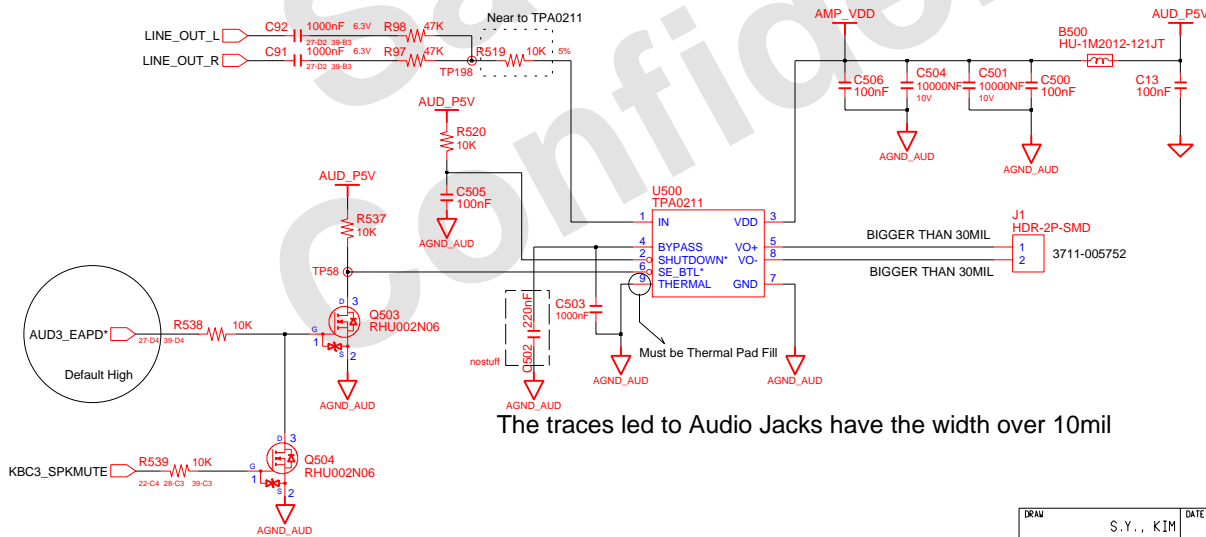 Sa
Confiden
Near to TPA0211
C92 1000nF 6.3V R98 47K
LINE_OUT_L
27-D2 39-B3
C91 1000nF 6.3V R97 47K R519 10K 5%
LINE_OUT_R
27-D2 39-B3
TP198
AMP_VDD
AUD_P5V
B500
HU-1M2012-121JT
C506
100nF
C504
10000NF
10V
C501
10000NF
10V
C500
100nF
C13
100nF
AGND_AUD
AGND_AUD
AUD_P5V
R520
10K
C505
100nF
AGND_AUD
AUD_P5V
R537
10K
TP58
U500
TPA0211
1 IN VDD 3
4 BYPASS VO+ 5
2 SHUTDOWN* VO- 8
6 SE_BTL*
9 THERMAL GND 7
BIGGER THAN 30MIL
BIGGER THAN 30MIL
J1
HDR-2P-SMD
1
2
3711-005752
C503
1000nF
220nF
C502
nostuff
Must be Thermal Pad Fill
AGND_AUD
AGND_AUD
AGND_AUD
AUD3_EAPD*
27-D4 39-D4
Default High
R538 10K
D 3
G
1
S 2
Q503
RHU002N06
AGND_AUD
The traces led to Audio Jacks have the width over 10mil
KBC3_SPKMUTE
R539 10K
22-C4 28-C3 39-C3
D 3
G
1
S 2
Q504
RHU002N06
AGND_AUD
DRAW
S.Y., KIM
DATE